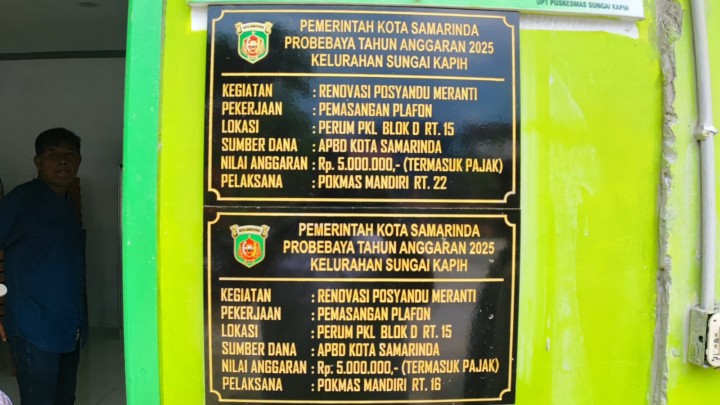 UPT PUSKESMAS SUNGAI KAPIH
PEMERINTAH KOTA SAMARINDA
PROBEBAYA TAHUN ANGGARAN 2025
KELURAHAN SUNGAI KAPIH
KEGIATAN : RENOVASI POSYANDU MERANTI
PEKERJAAN : PEMASANGAN PLAFON
LOKASI : PERUM PKL BLOK D RT. 15
SUMBER DANA : APBD KOTA SAMARINDA
NILAI ANGGARAN : Rp. 5.000.000,- (TERMASUK PAJAK)
PELAKSANA : POKMAS MANDIRI RT. 22
PEMERINTAH KOTA SAMARINDA
PROBEBAYA TAHUN ANGGARAN 2025
KELURAHAN SUNGAI KAPIH
KEGIATAN : RENOVASI POSYANDU MERANTI
PEKERJAAN : PEMASANGAN PLAFON
LOKASI : PERUM PKL BLOK D RT. 15
SUMBER DANA : APBD KOTA SAMARINDA
NILAI ANGGARAN : Rp. 5.000.000,- (TERMASUK PAJAK)
PELAKSANA : POKMAS MANDIRI RT. 16